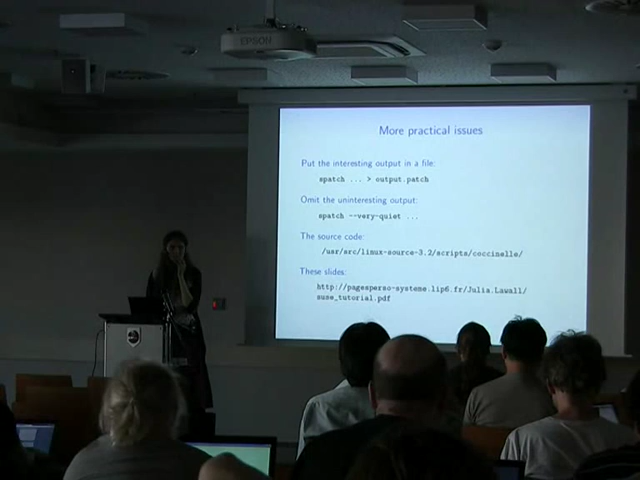 EPSON
More practical issues
Put the interesting output in a file:
spatch ... > output.patch
Omit the uninteresting output:
spatch --very-quiet ...
The source code:
/usr/src/linux-source-3.2/scripts/coccinelle/
These slides:
http://pagesperso-systeme.lip6.fr/Julia.Lawall/
suse_tutorial.pdf